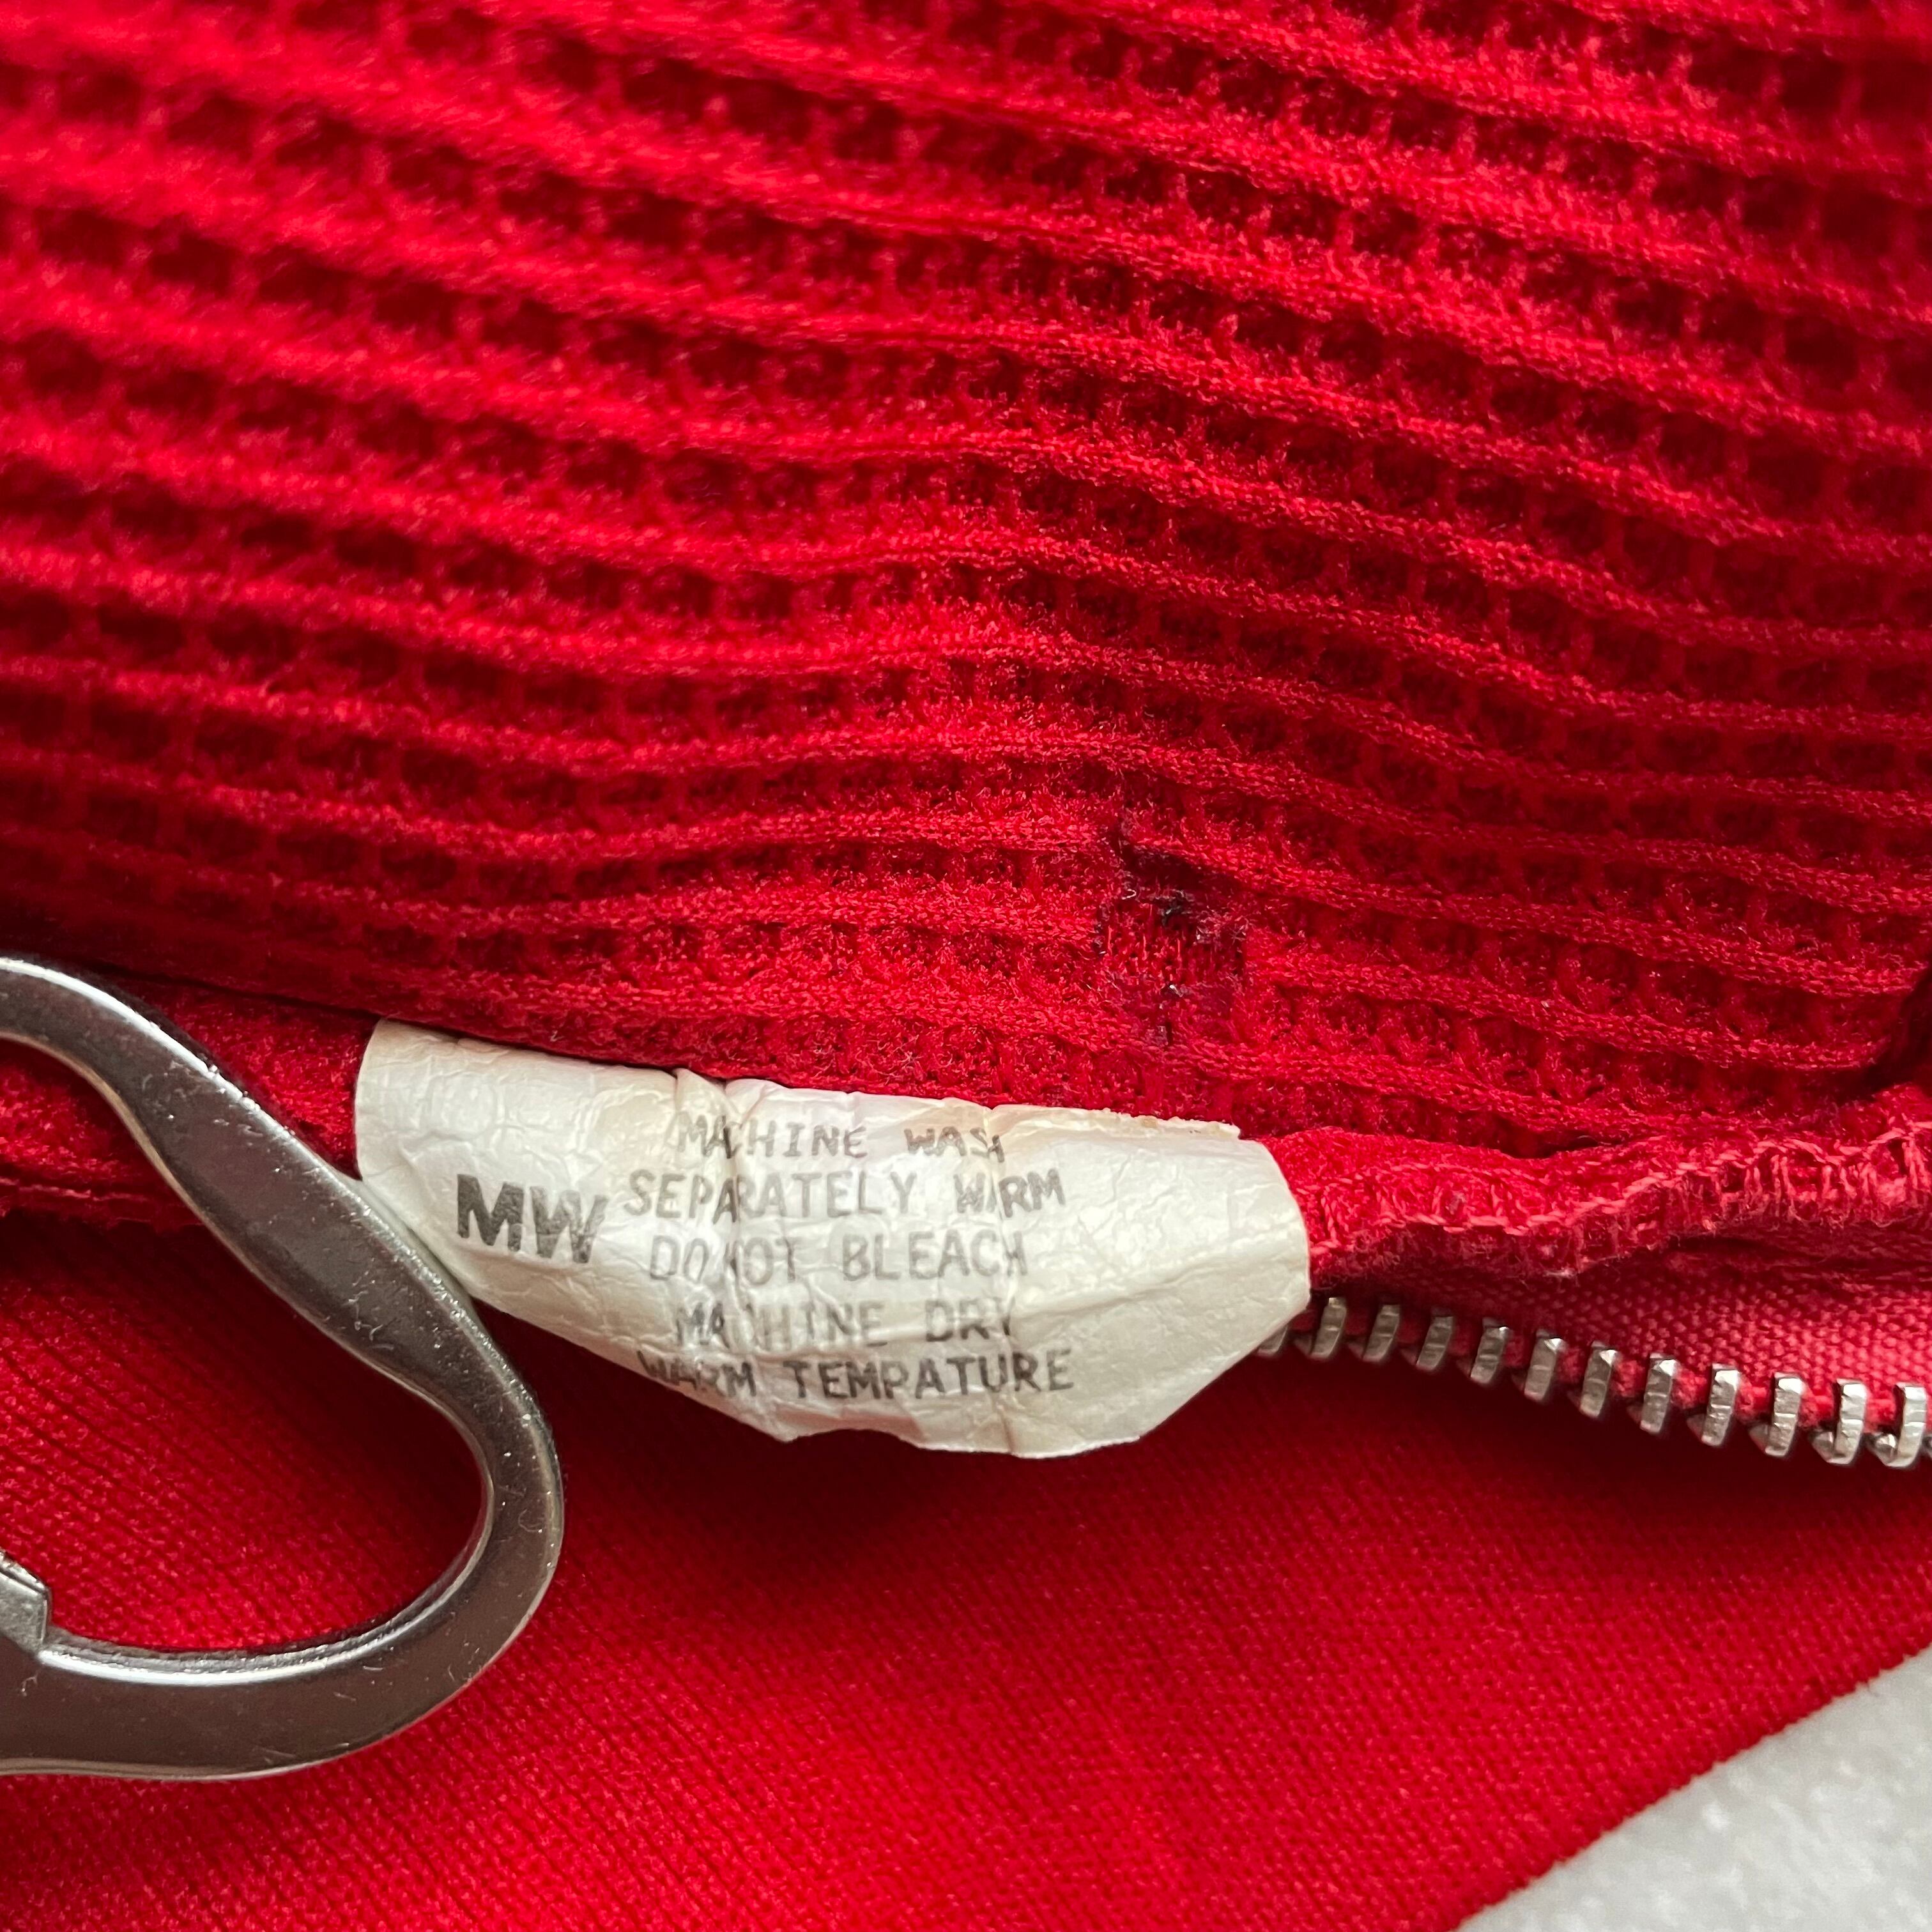 MW
MACHINE WASH
SEPARATELY WARM
DO NOT BLEACH
MACHINE DRY
WARM TEMPATURE